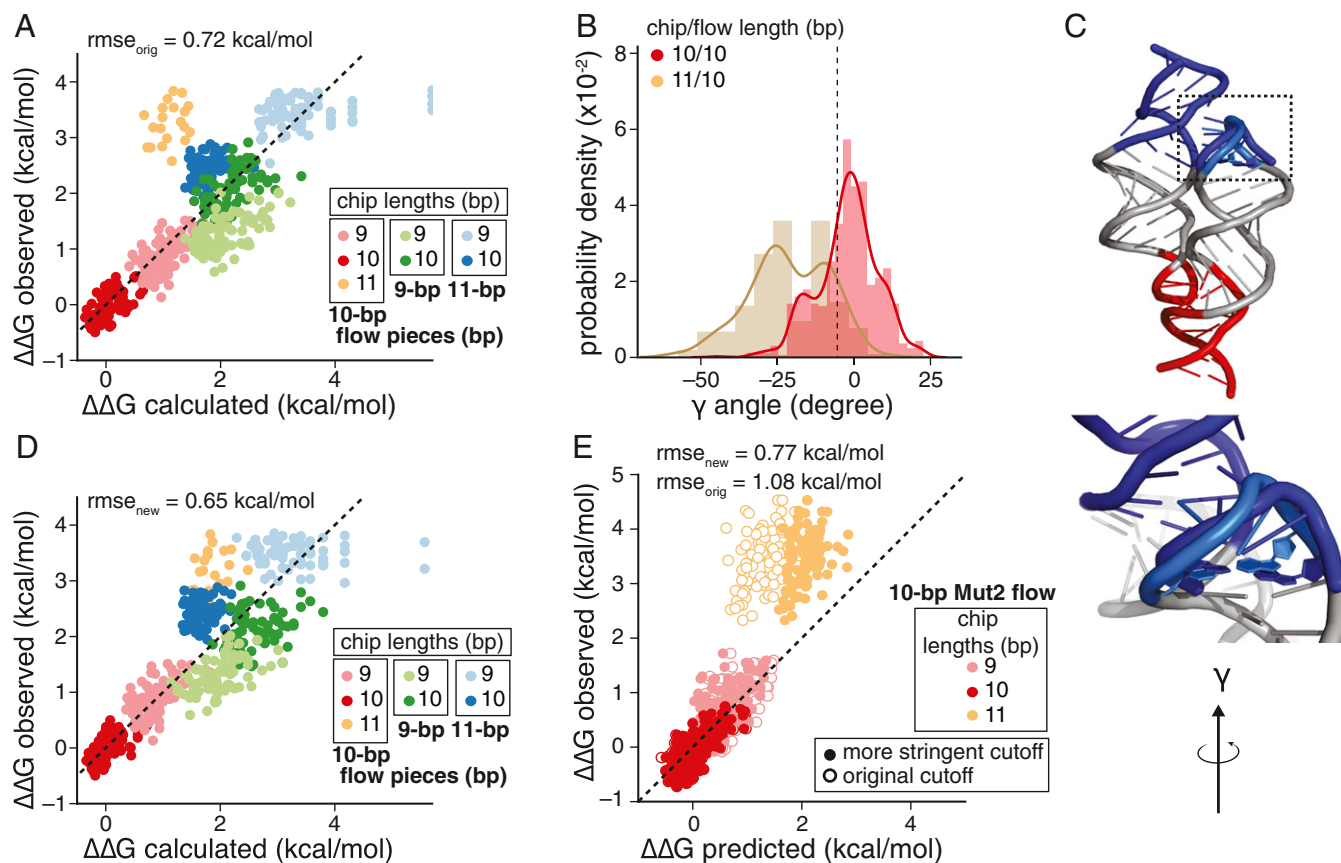 A
rmse_orig = 0.72 kcal/mol
ΔΔG observed (kcal/mol)
4
3
2
1
0
−1
0
2
4
ΔΔG calculated (kcal/mol)
chip lengths (bp)
9
10
11
9
10
9
10
10-bp
9-bp
11-bp
flow pieces (bp)
B
chip/flow length (bp)
10/10
11/10
probability density (x10⁻²)
8
6
4
2
0
−50
−25
0
25
γ angle (degree)
C
γ
D
rmse_new = 0.65 kcal/mol
ΔΔG observed (kcal/mol)
4
3
2
1
0
−1
0
2
4
ΔΔG calculated (kcal/mol)
chip lengths (bp)
9
10
11
9
10
9
10
10-bp
9-bp
11-bp
flow pieces (bp)
E
rmse_new = 0.77 kcal/mol
rmse_orig = 1.08 kcal/mol
ΔΔG observed (kcal/mol)
5
4
3
2
1
0
−1
0
2
4
ΔΔG predicted (kcal/mol)
10-bp Mut2 flow
chip
lengths (bp)
9
10
11
more stringent cutoff
original cutoff